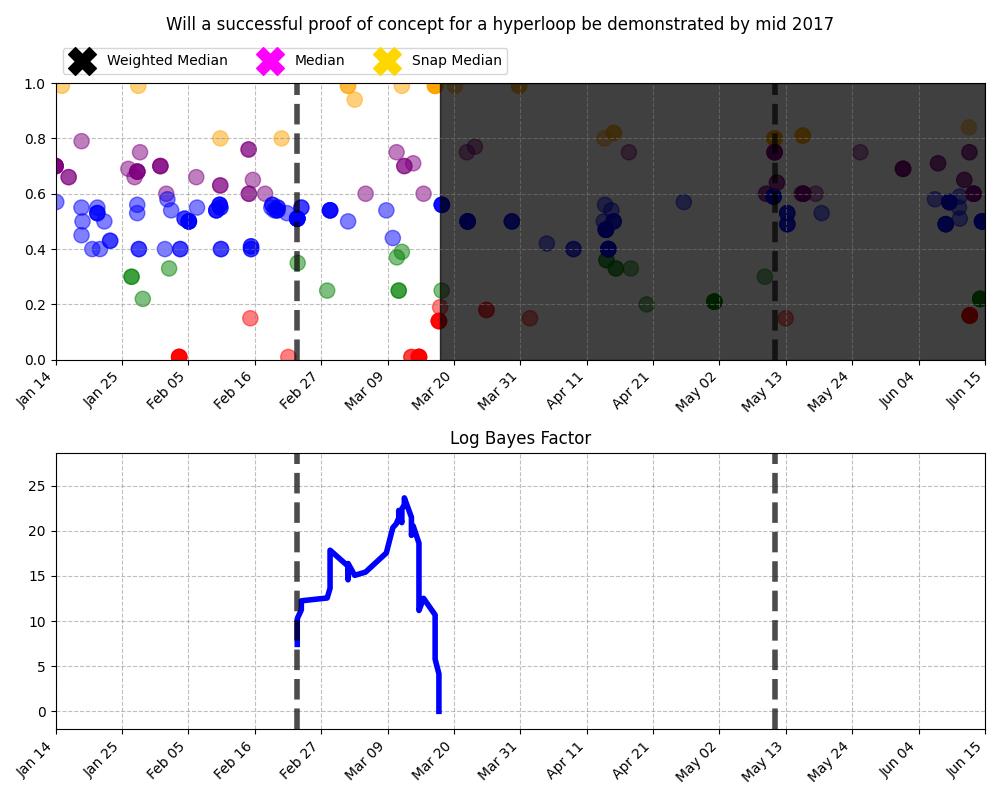 Will a successful proof of concept for a hyperloop be demonstrated by mid 2017
Weighted Median Median Snap Median
1.0
0.8
0.6
0.4
0.2
0.0
Jan 14 Jan 25 Feb 05 Feb 16 Feb 27 Mar 09 Mar 20 Mar 31 Apr 11 Apr 21 May 02 May 13 May 24 Jun 04 Jun 15
Log Bayes Factor
25
20
15
10
5
0
Jan 14 Jan 25 Feb 05 Feb 16 Feb 27 Mar 09 Mar 20 Mar 31 Apr 11 Apr 21 May 02 May 13 May 24 Jun 04 Jun 15